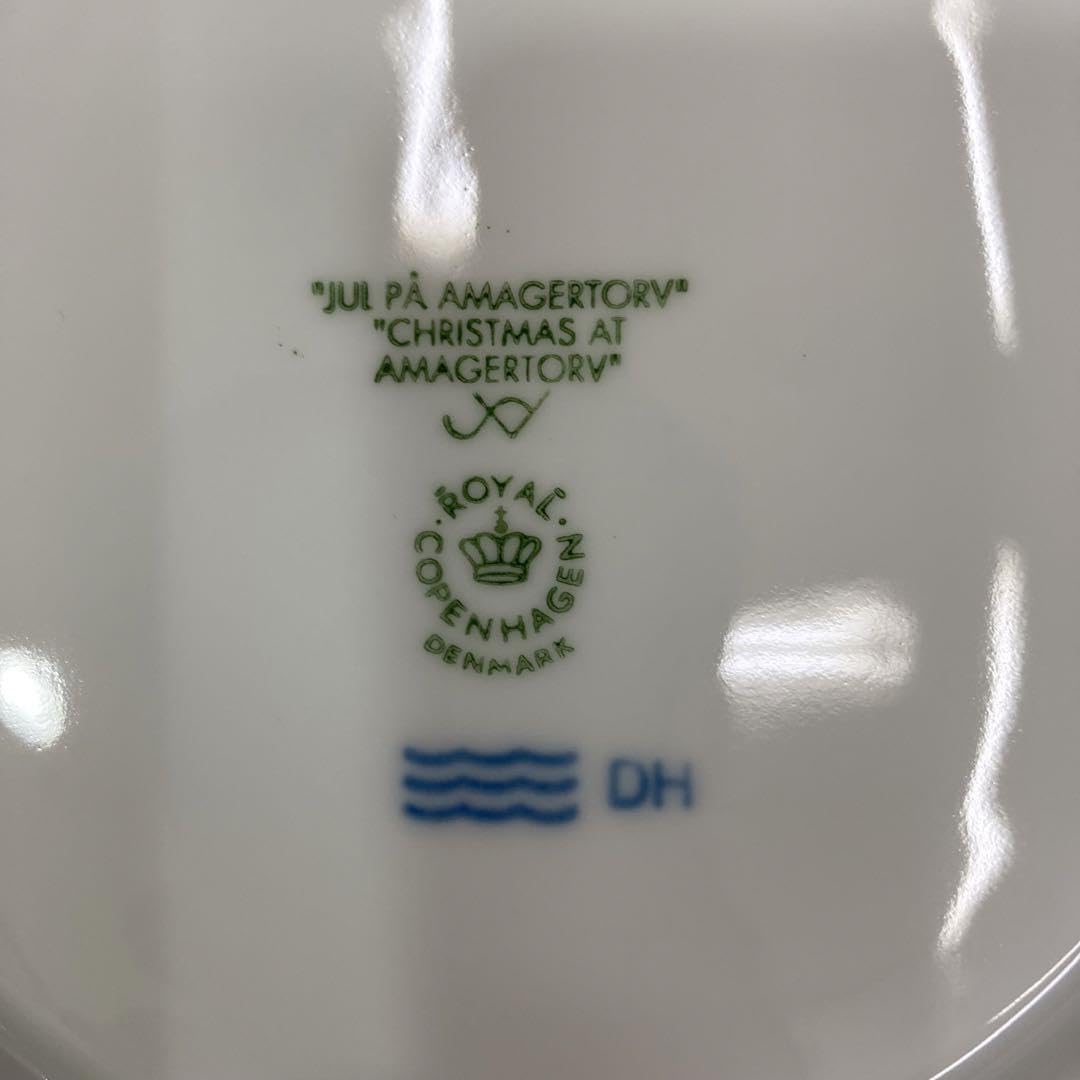 "JUL PÅ AMAGERTORV"
"CHRISTMAS AT
AMAGERTORV"
ROYAL
COPENHAGEN
DENMARK
DH